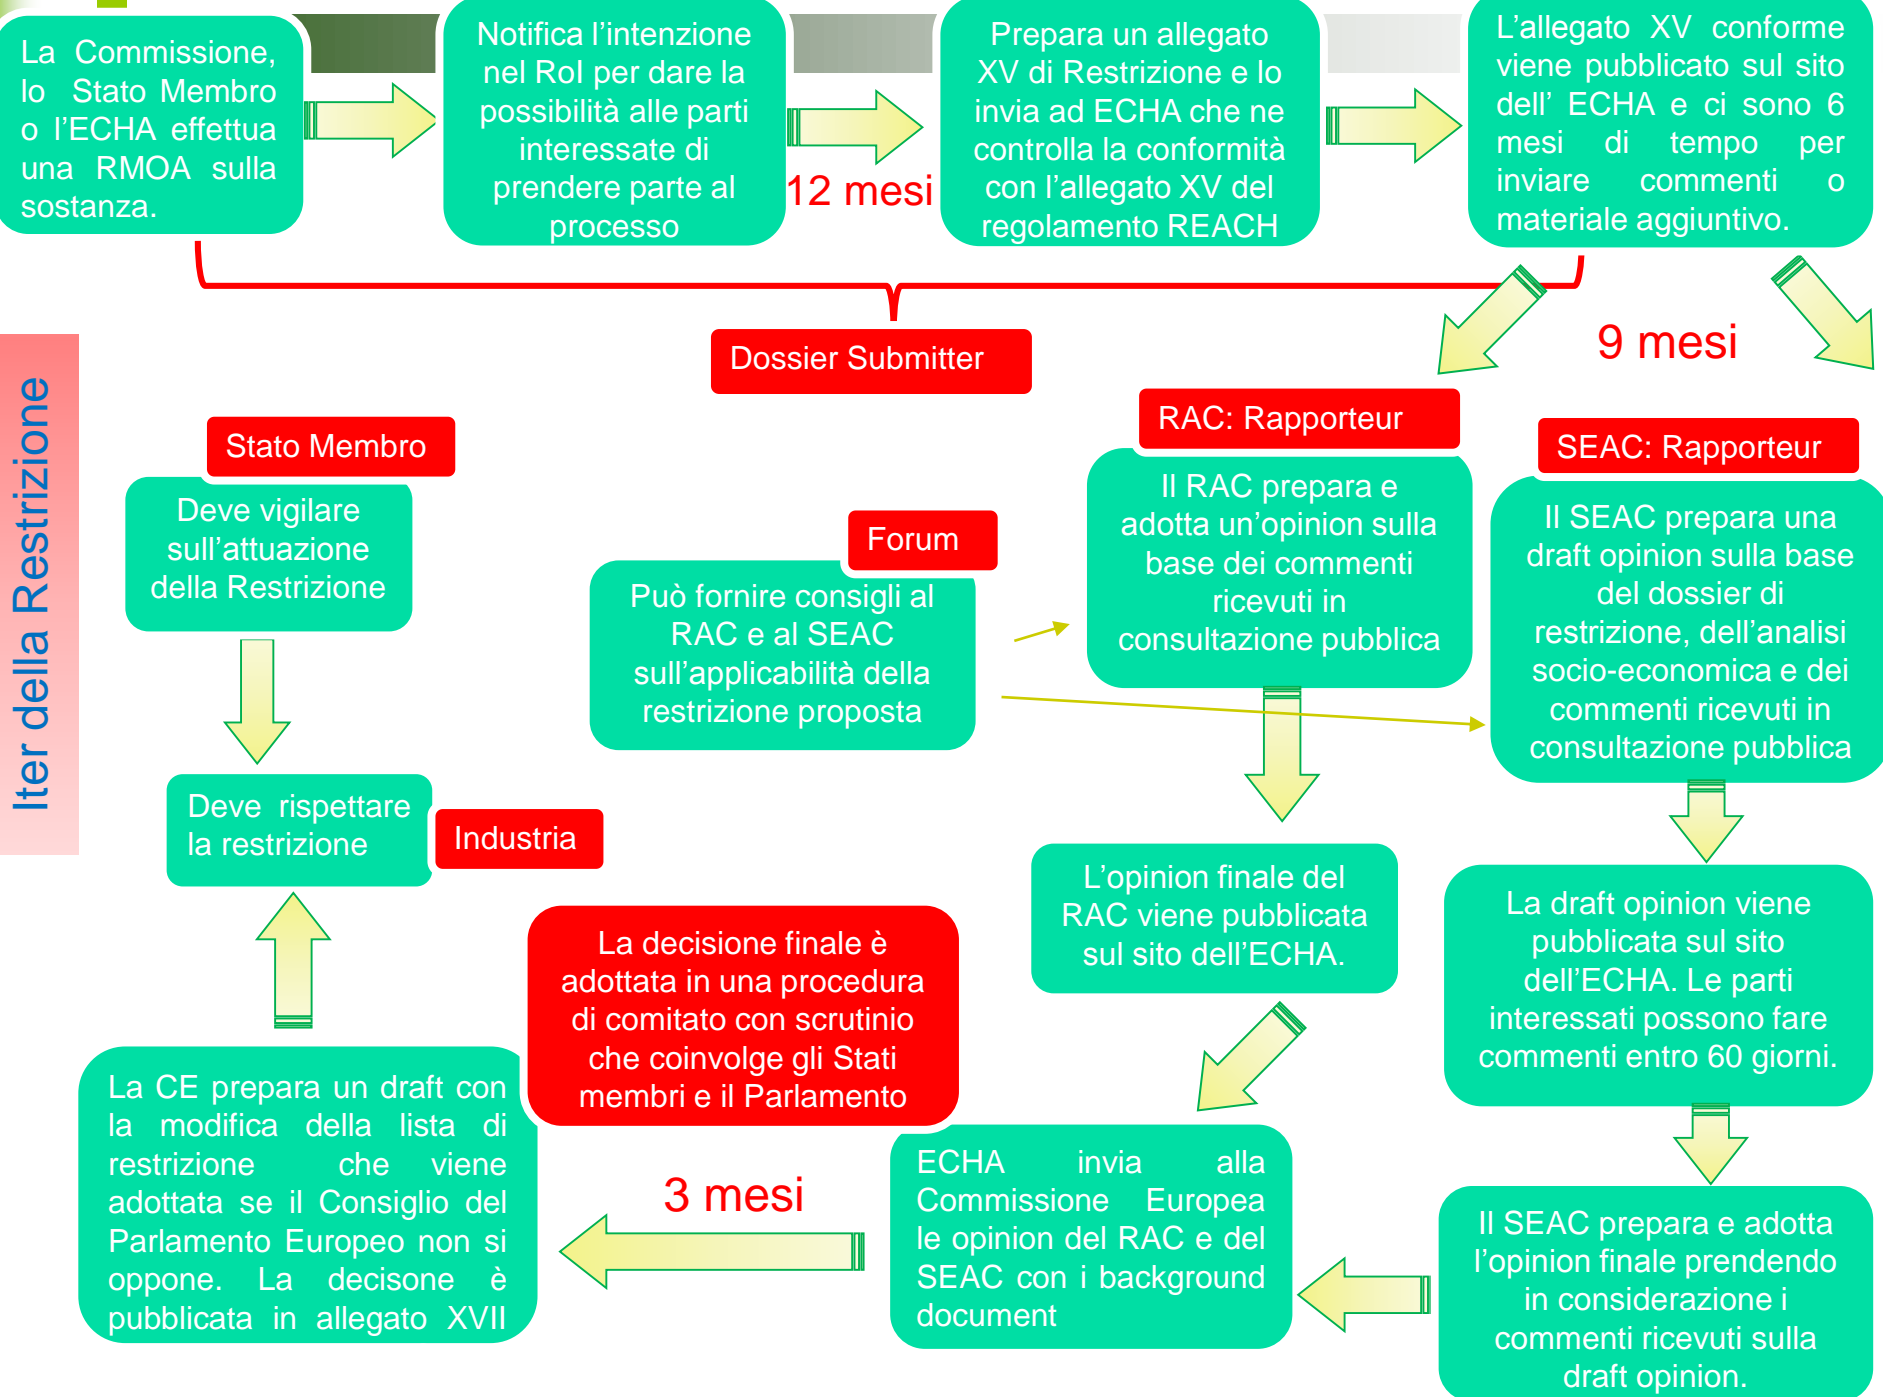 La Commissione,
lo Stato Membro
o l'ECHA effettua
una RMOA sulla
sostanza.
Notifica l'intenzione
nel RoI per dare la
possibilità alle parti
interessate di
prendere parte al
processo
12 mesi
Prepara un allegato
XV di Restrizione e lo
invia ad ECHA che ne
controlla la conformità
con l'allegato XV del
regolamento REACH
L'allegato XV conforme
viene pubblicato sul sito
dell' ECHA e ci sono 6
mesi di tempo per
inviare commenti o
materiale aggiuntivo.
Dossier Submitter
9 mesi
Iter della Restrizione
RAC: Rapporteur
Il RAC prepara e
adotta un'opinion sulla
base dei commenti
ricevuti in
consultazione pubblica
SEAC: Rapporteur
Il SEAC prepara una
draft opinion sulla base
del dossier di
restrizione, dell'analisi
socio-economica e dei
commenti ricevuti in
consultazione pubblica
Forum
Può fornire consigli al
RAC e al SEAC
sull'applicabilità della
restrizione proposta
Stato Membro
Deve vigilare
sull'attuazione
della Restrizione
Deve rispettare
la restrizione
Industria
L'opinion finale del
RAC viene pubblicata
sul sito dell'ECHA.
La draft opinion viene
pubblicata sul sito
dell'ECHA. Le parti
interessati possono fare
commenti entro 60 giorni.
Il SEAC prepara e adotta
l'opinion finale prendendo
in considerazione i
commenti ricevuti sulla
draft opinion.
ECHA invia alla
Commissione Europea
le opinion del RAC e del
SEAC con i background
document
3 mesi
La decisione finale è
adottata in una procedura
di comitato con scrutinio
che coinvolge gli Stati
membri e il Parlamento
La CE prepara un draft con
la modifica della lista di
restrizione che viene
adottata se il Consiglio del
Parlamento Europeo non si
oppone. La decisone è
pubblicata in allegato XVII